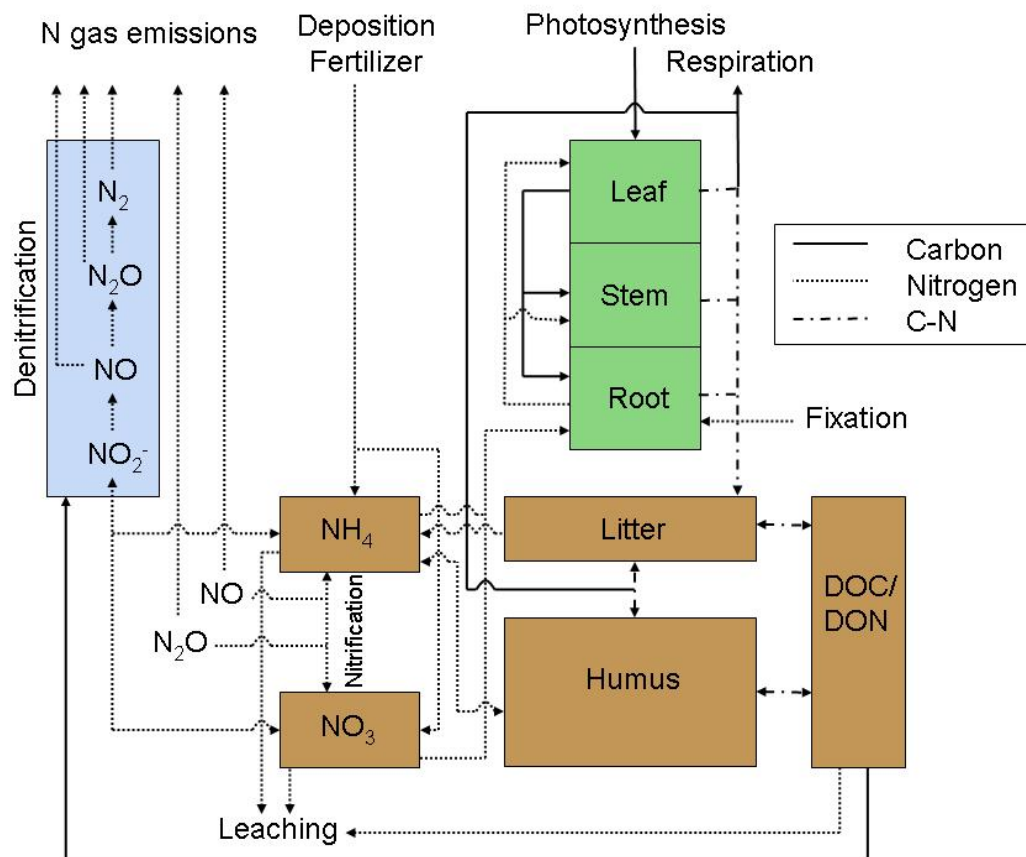 N gas emissions
Deposition
Fertilizer
Photosynthesis
Respiration
Denitrification
N₂
N₂O
NO
NO₂⁻
Leaf
Stem
Root
Carbon
Nitrogen
C-N
Fixation
NH₄
Litter
DOC/
DON
NO
N₂O
Nitrification
Humus
NO₃
Leaching